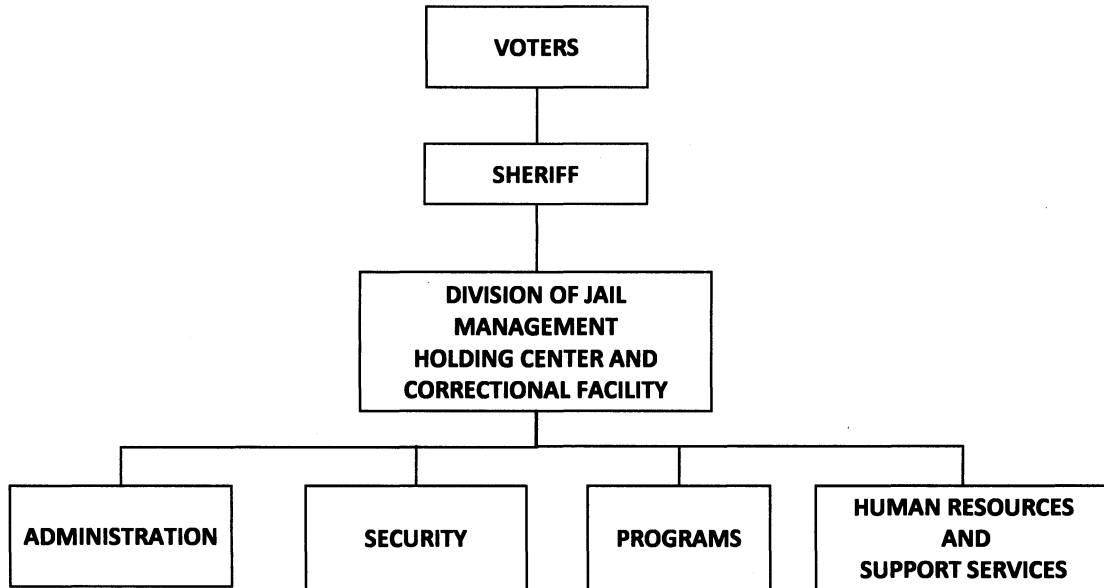 VOTERS
SHERIFF
DIVISION OF JAIL
MANAGEMENT
HOLDING CENTER AND
CORRECTIONAL FACILITY
ADMINISTRATION
SECURITY
PROGRAMS
HUMAN RESOURCES
AND
SUPPORT SERVICES